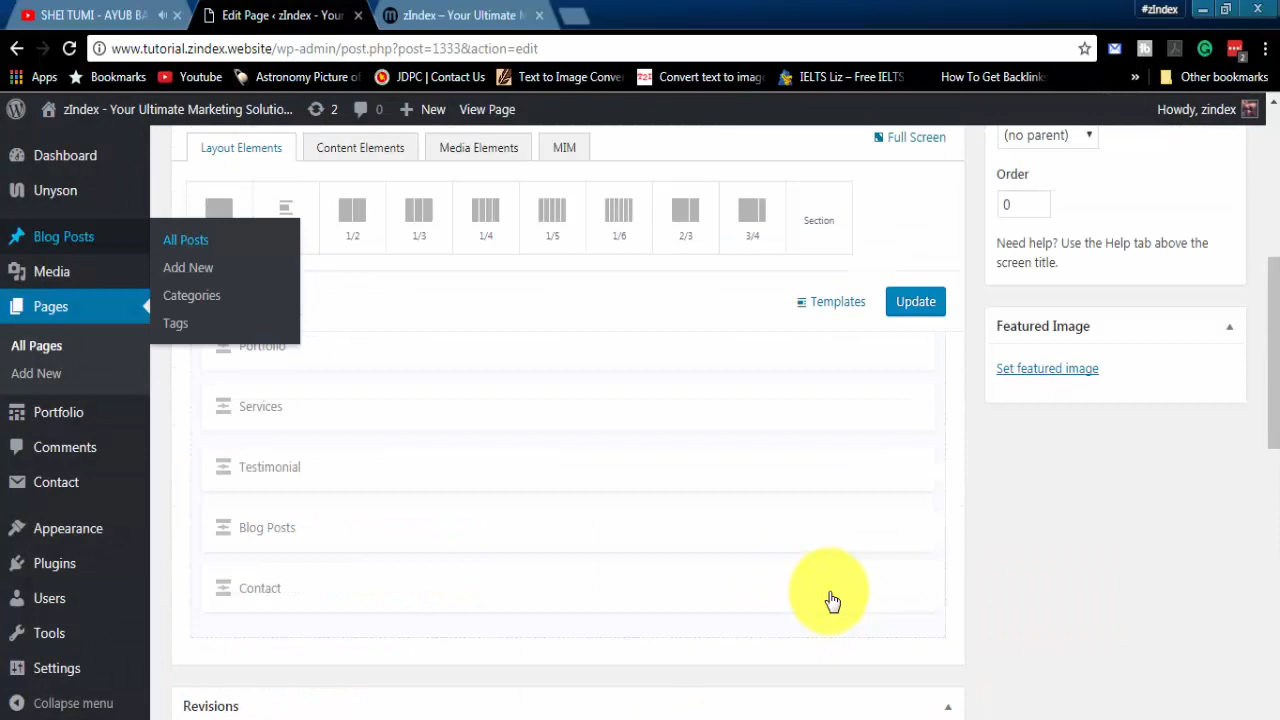 SHEI TUMI - AYUB BA
Edit Page ‹ zIndex - Your
zIndex – Your Ultimate M
#zIndex
www.tutorial.zindex.website/wp-admin/post.php?post=1333&action=edit
Apps
Bookmarks
Youtube
Astronomy Picture of
JDPC | Contact Us
Text to Image Conve
Convert text to imag
IELTS Liz – Free IELTS
How To Get Backlink
»
Other bookmarks
zIndex - Your Ultimate Marketing Solutio...
2
0
New
View Page
Howdy, zindex
Dashboard
Unyson
Blog Posts
All Posts
Add New
Categories
Tags
Media
Pages
All Pages
Add New
Portfolio
Comments
Contact
Appearance
Plugins
Users
Tools
Settings
Collapse menu
Layout Elements
Content Elements
Media Elements
MIM
Full Screen
1/2
1/3
1/4
1/5
1/6
2/3
3/4
Section
Templates
Update
Portfolio
Services
Testimonial
Blog Posts
Contact
Revisions
(no parent)
Order
0
Need help? Use the Help tab above the
screen title.
Featured Image
Set featured image